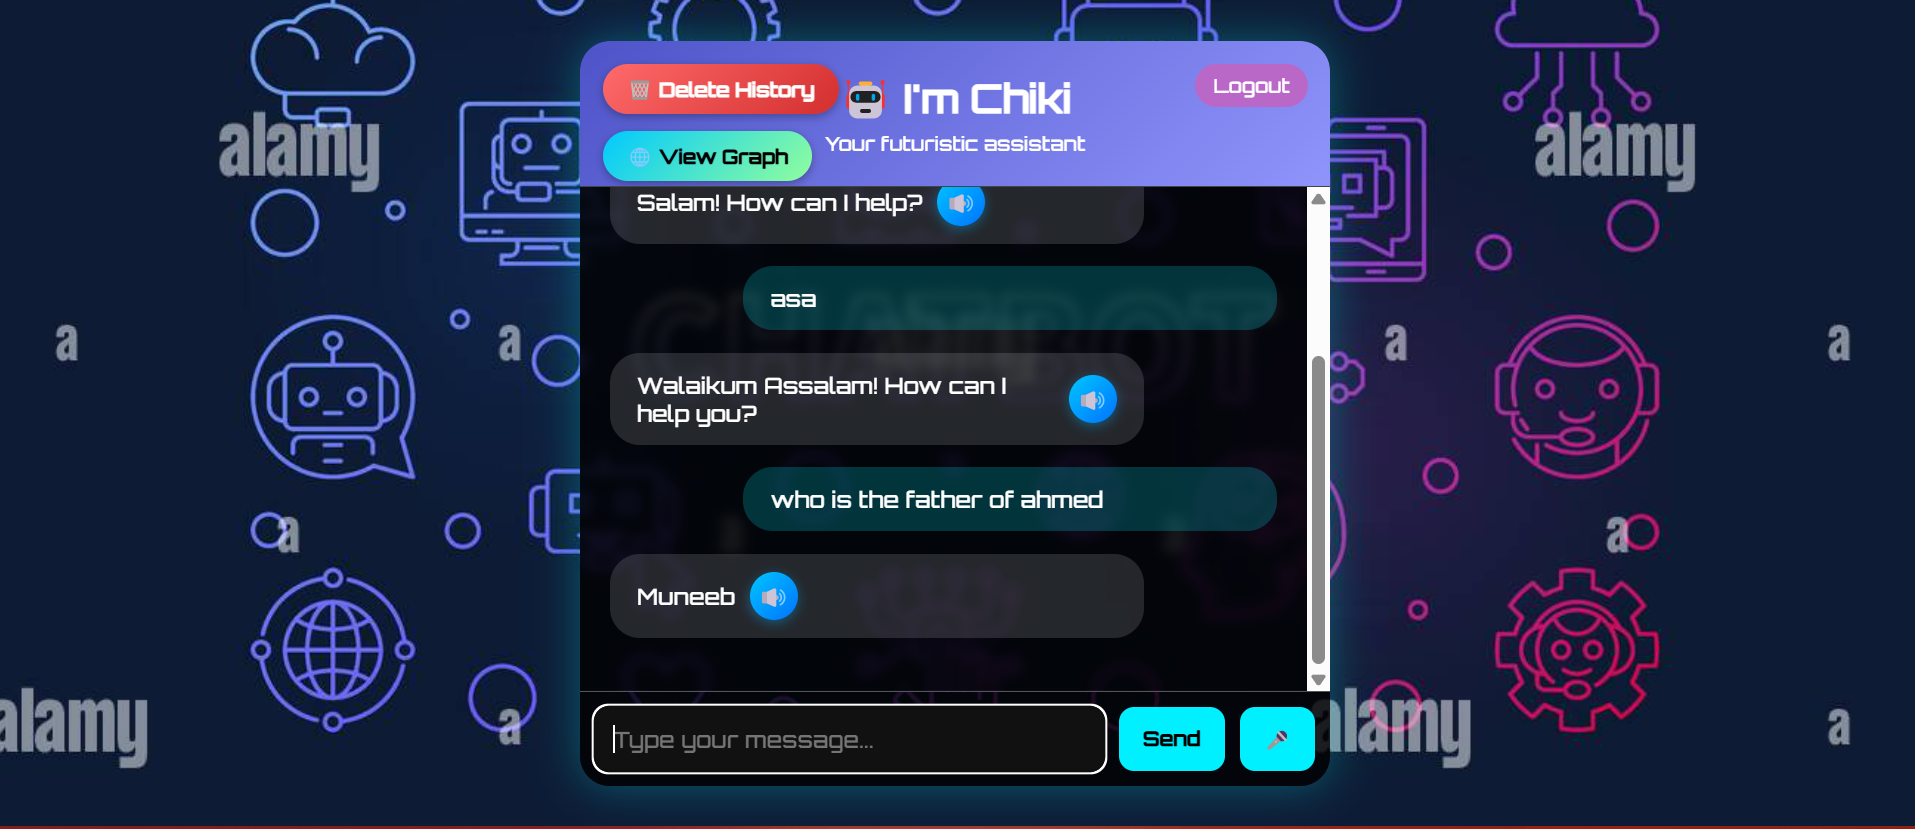 alamy
alamy
Delete History
I'm Chiki
Logout
View Graph
Your futuristic assistant
Salam! How can I help?
asa
CHATBOT
Walaikum Assalam! How can I
help you?
who is the father of ahmed
Muneeb
Type your message...
Send
a
a
a
a
a
a
a
a
alamy
alamy